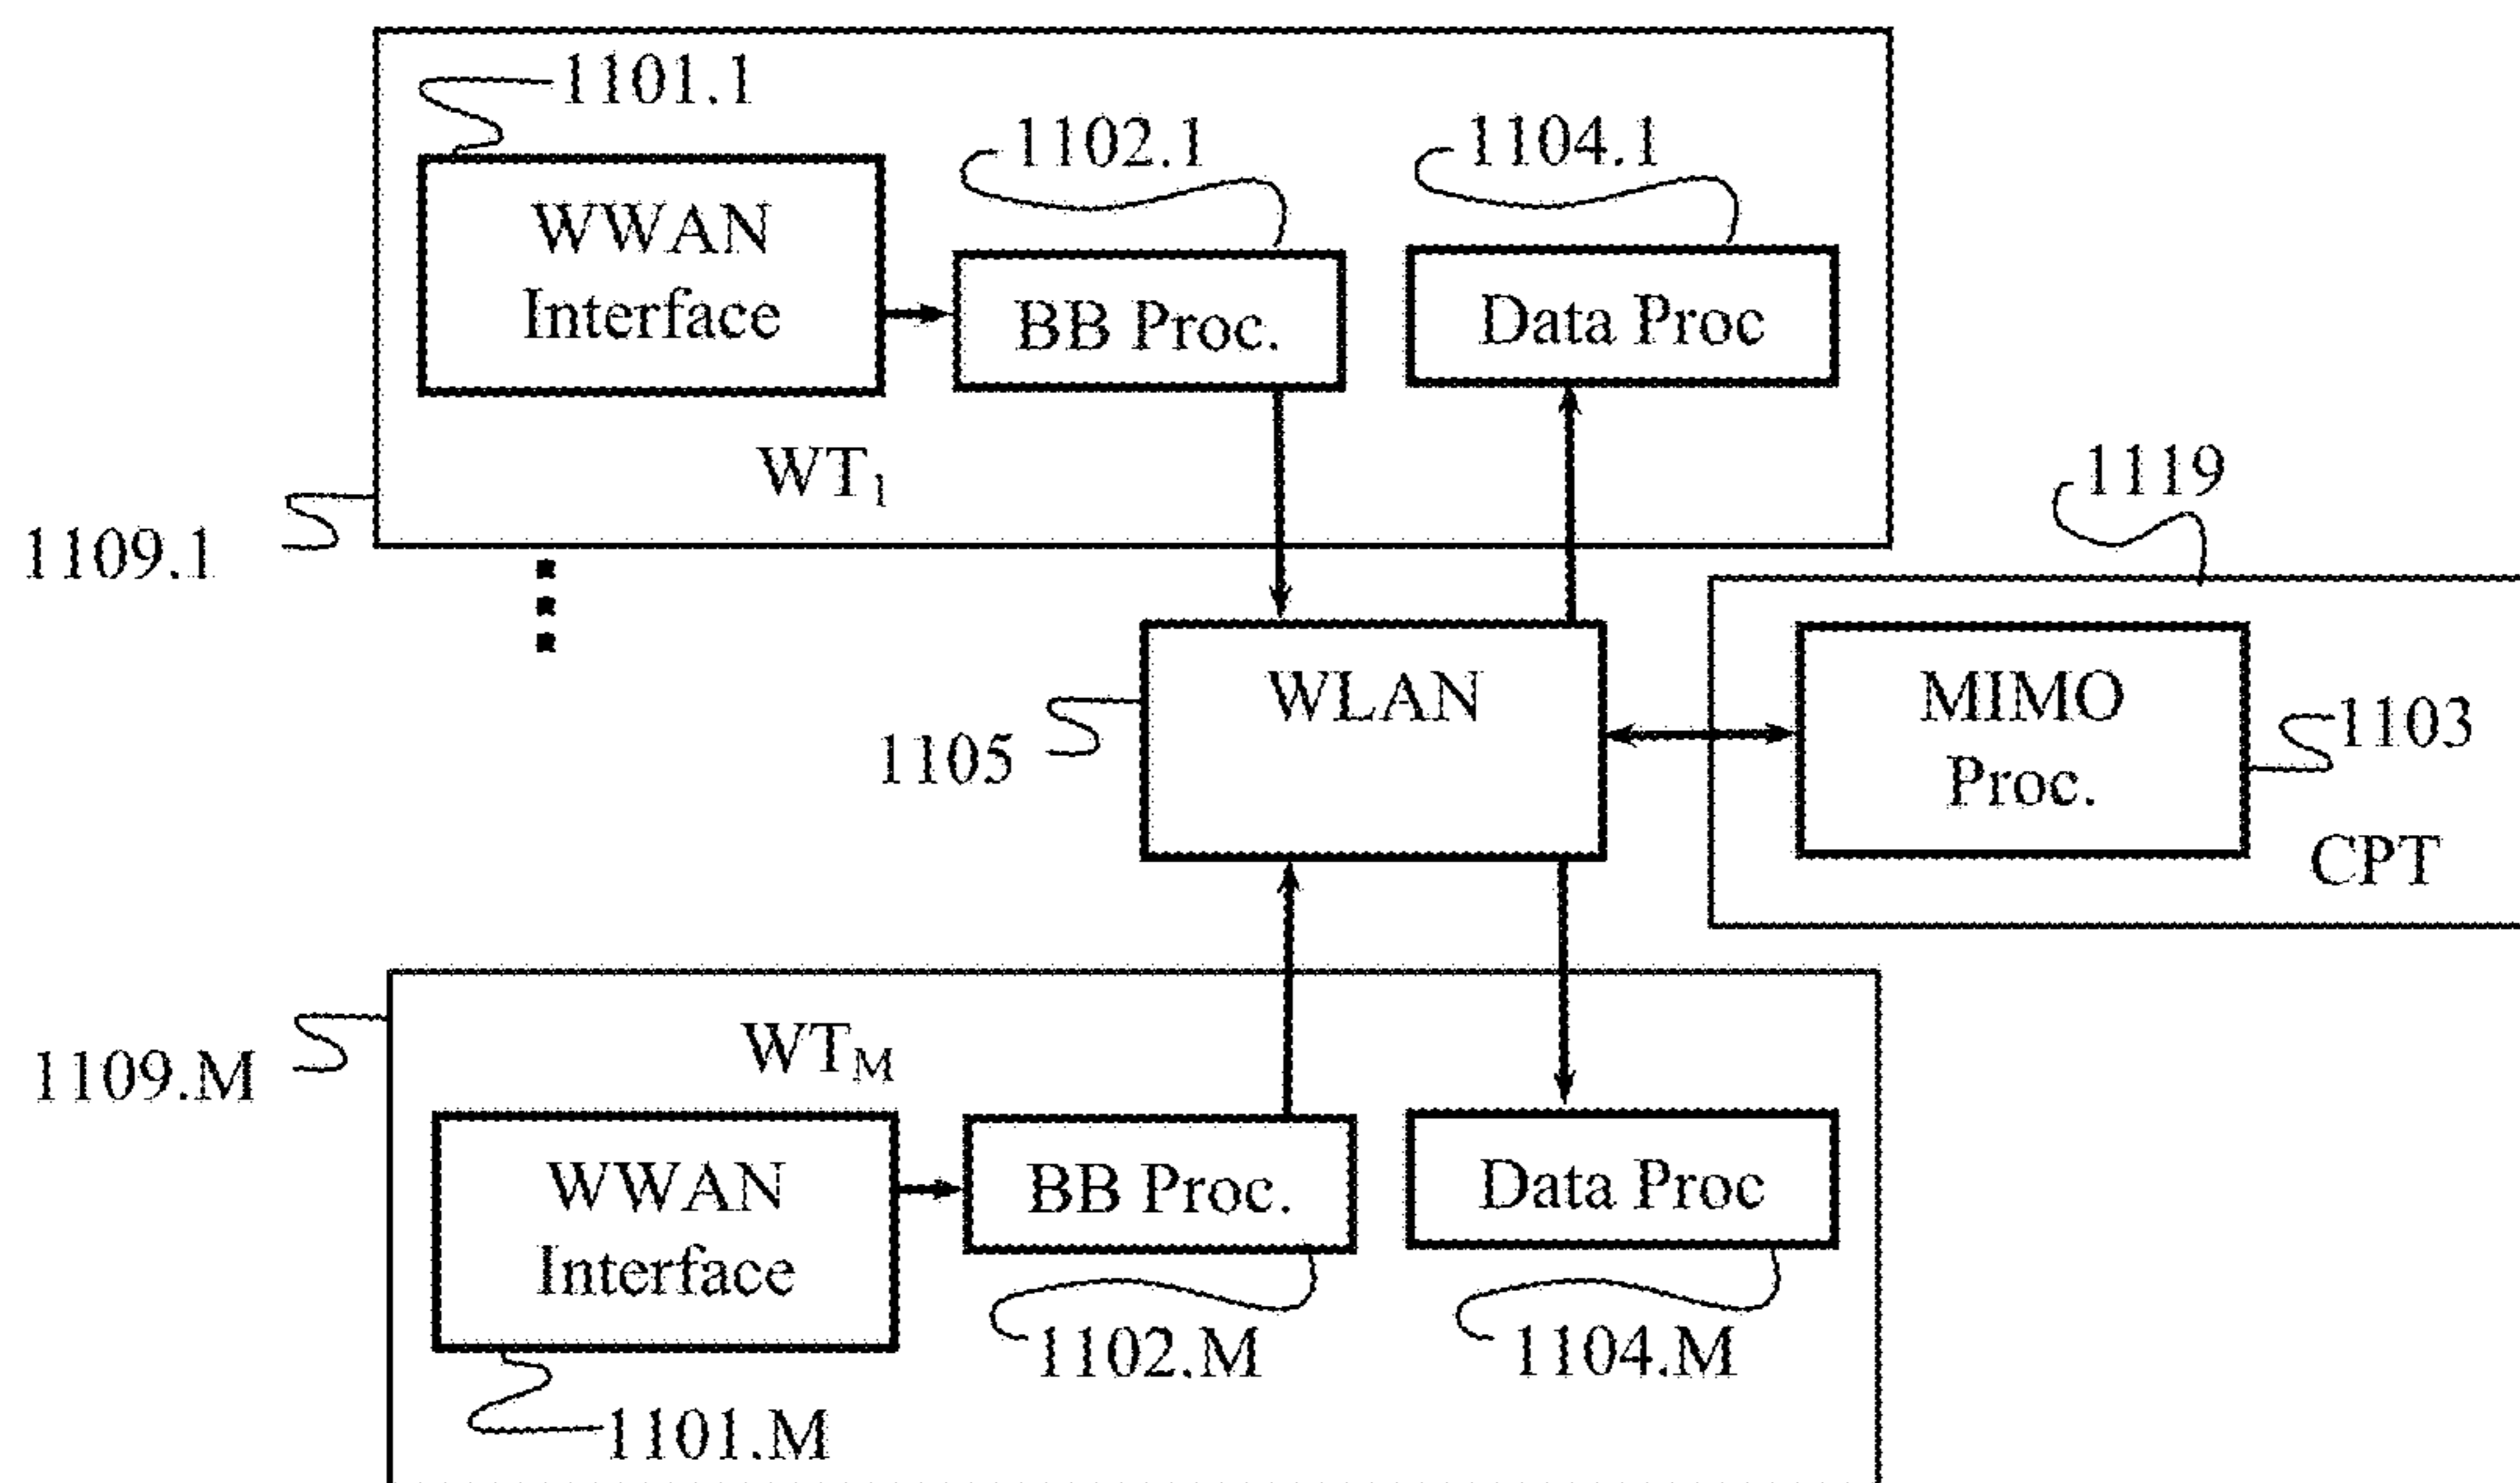 1101.1
1102.1
1104.1
WWAN
Interface
BB Proc.
Data Proc
WT1
1109.1
1119
WLAN
1105
MIMO
Proc.
1103
CPT
1109.M
WTM
WWAN
Interface
BB Proc.
Data Proc
1102.M
1104.M
1101.M